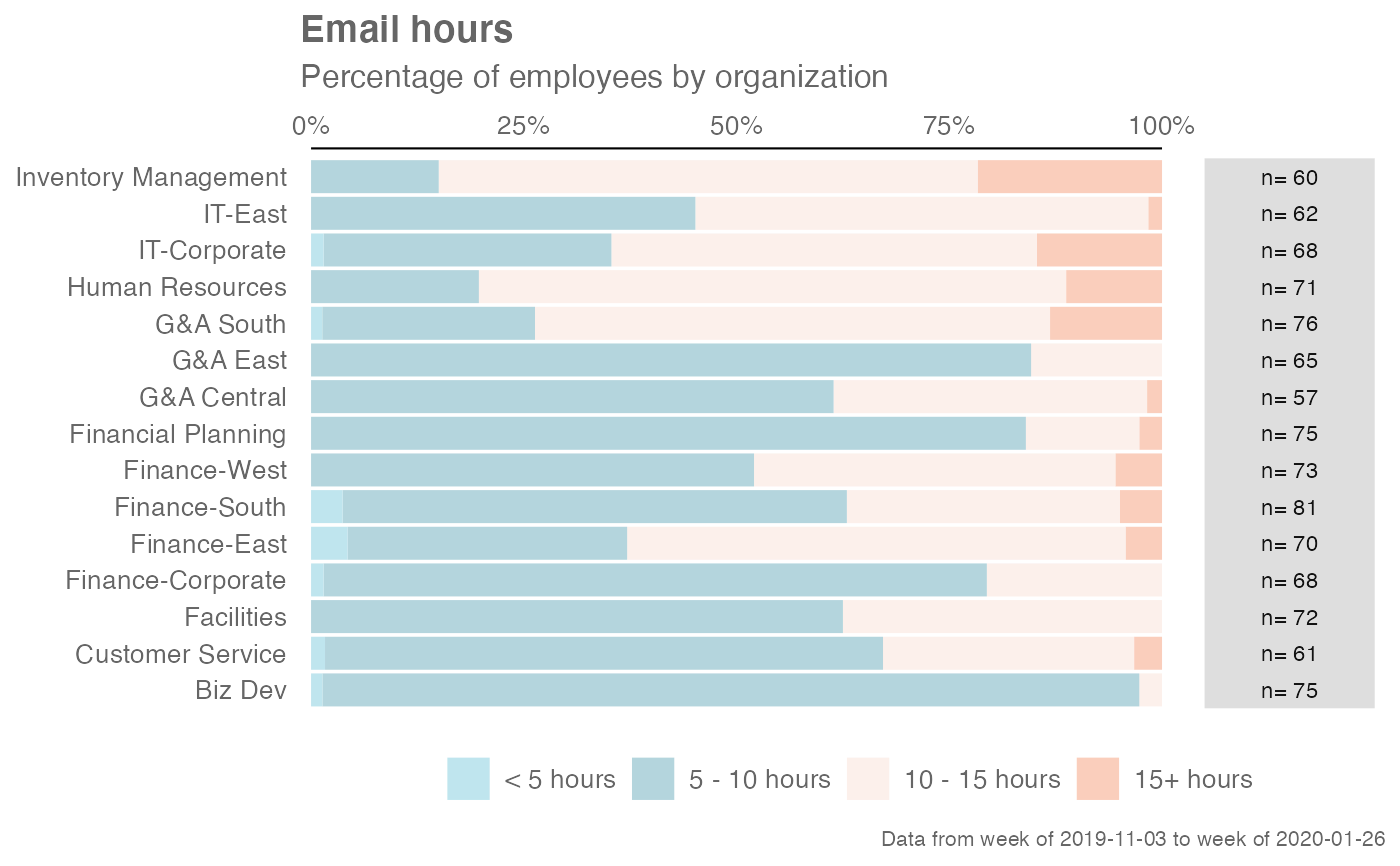 Email hours
Percentage of employees by organization
0% 25% 50% 75% 100%
Inventory Management n= 60
IT-East n= 62
IT-Corporate n= 68
Human Resources n= 71
G&A South n= 76
G&A East n= 65
G&A Central n= 57
Financial Planning n= 75
Finance-West n= 73
Finance-South n= 81
Finance-East n= 70
Finance-Corporate n= 68
Facilities n= 72
Customer Service n= 61
Biz Dev n= 75
< 5 hours 5 - 10 hours 10 - 15 hours 15+ hours
Data from week of 2019-11-03 to week of 2020-01-26